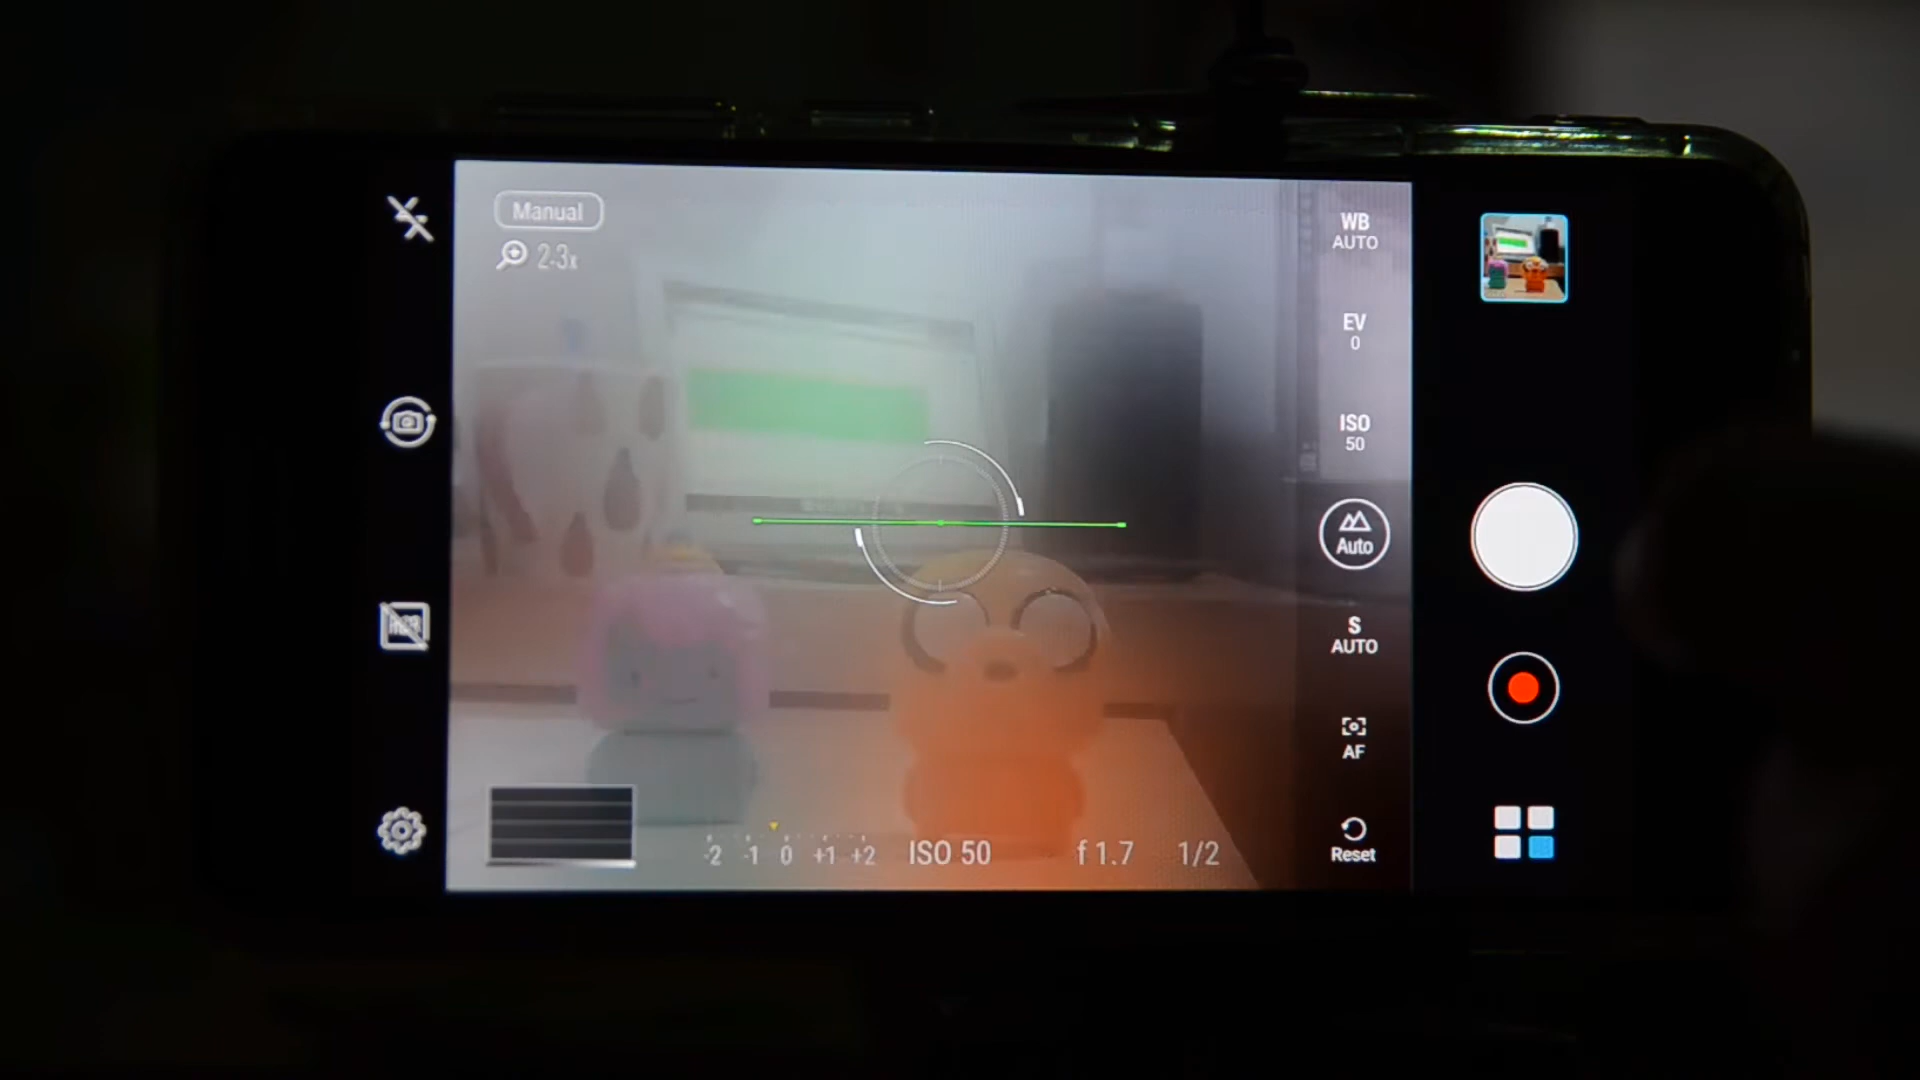 Manual
2.3x
WB
AUTO
EV
0
ISO
50
Auto
S
AUTO
AF
Reset
HDR
-2 -1 0 +1 +2 ISO 50 f 1.7 1/2